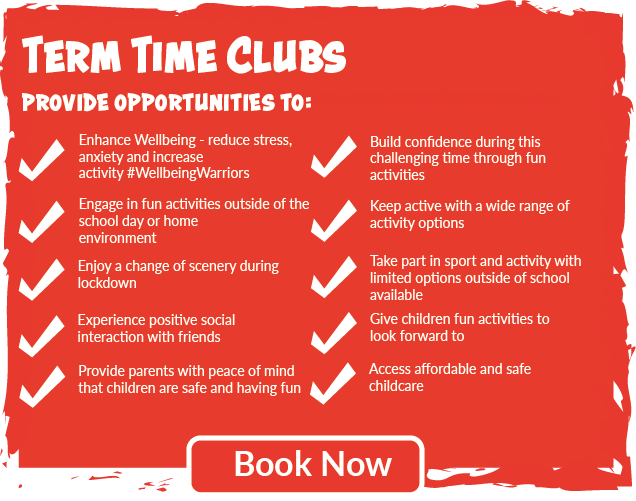 Term Time Clubs
provide opportunities to:
Enhance Wellbeing - reduce stress,
anxiety and increase
activity #WellbeingWarriors
Engage in fun activities outside of the
school day or home
environment
Enjoy a change of scenery during
lockdown
Experience positive social
interaction with friends
Provide parents with peace of mind
that children are safe and having fun
Build confidence during this
challenging time through fun
activities
Keep active with a wide range of
activity options
Take part in sport and activity with
limited options outside of school
available
Give children fun activities to
look forward to
Access affordable and safe
childcare
Book Now